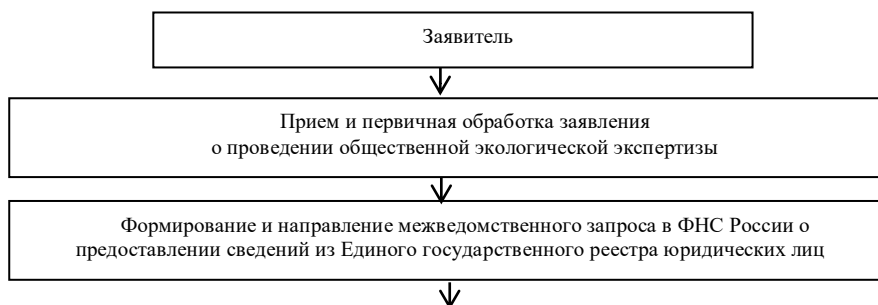 Заявитель
Прием и первичная обработка заявления
о проведении общественной экологической экспертизы
Формирование и направление межведомственного запроса в ФНС России о
предоставлении сведений из Единого государственного реестра юридических лиц